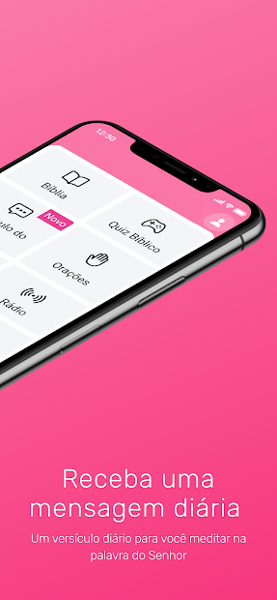 12:30
Bíblia
ulo do
Novo
Quiz Bíblico
Orações
Rádio
Receba uma
mensagem diária
Um versículo diário para você meditar na
palavra do Senhor